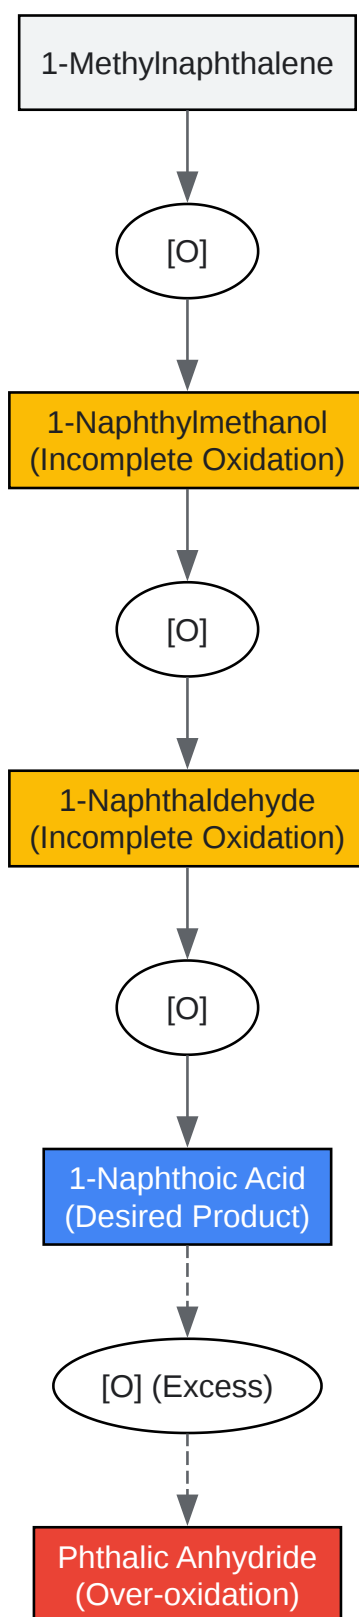 1-Methylnaphthalene
[O]
1-Naphthylmethanol
(Incomplete Oxidation)
[O]
1-Naphthaldehyde
(Incomplete Oxidation)
[O]
1-Naphthoic Acid
(Desired Product)
[O] (Excess)
Phthalic Anhydride
(Over-oxidation)